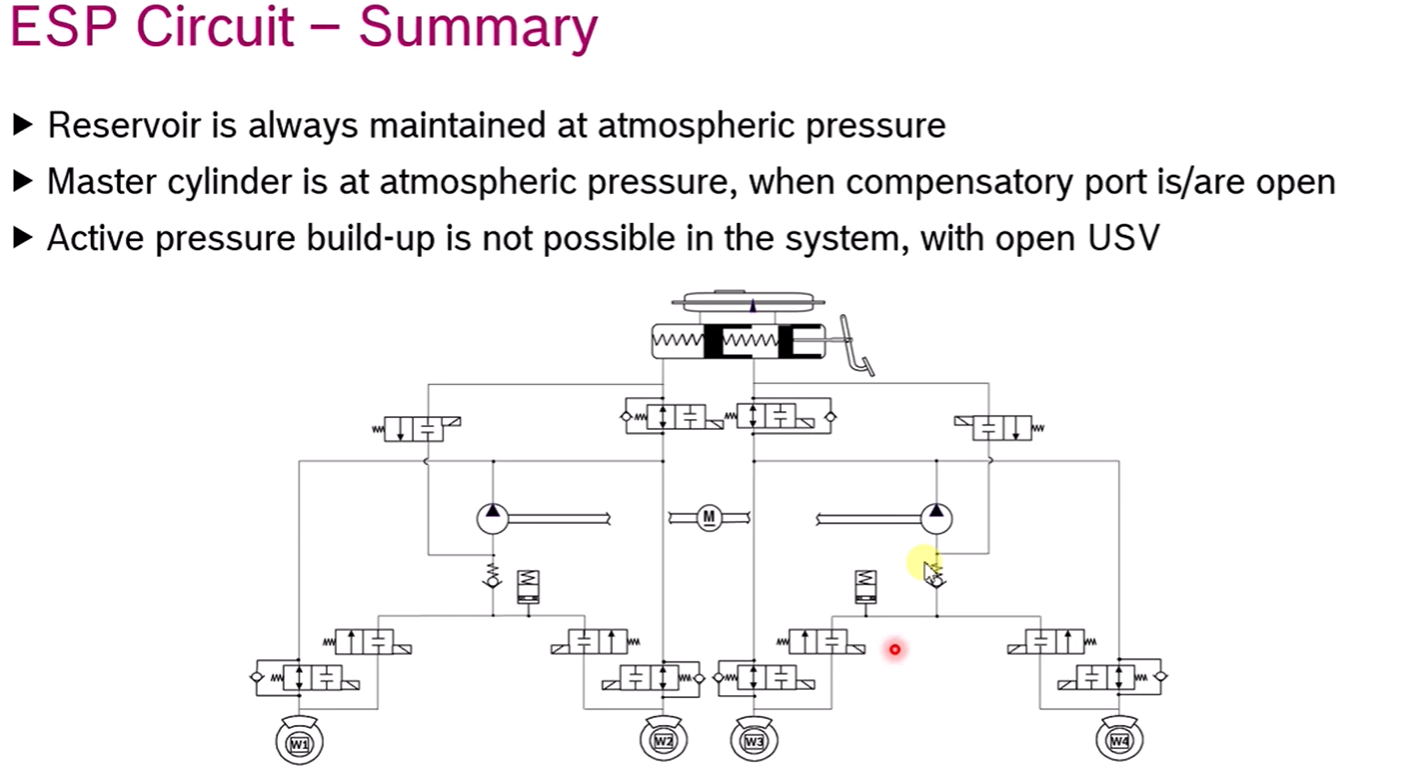 ESP Circuit – Summary
Reservoir is always maintained at atmospheric pressure
Master cylinder is at atmospheric pressure, when compensatory port is/are open
Active pressure build-up is not possible in the system, with open USV
M
W1
W2
W3
W4